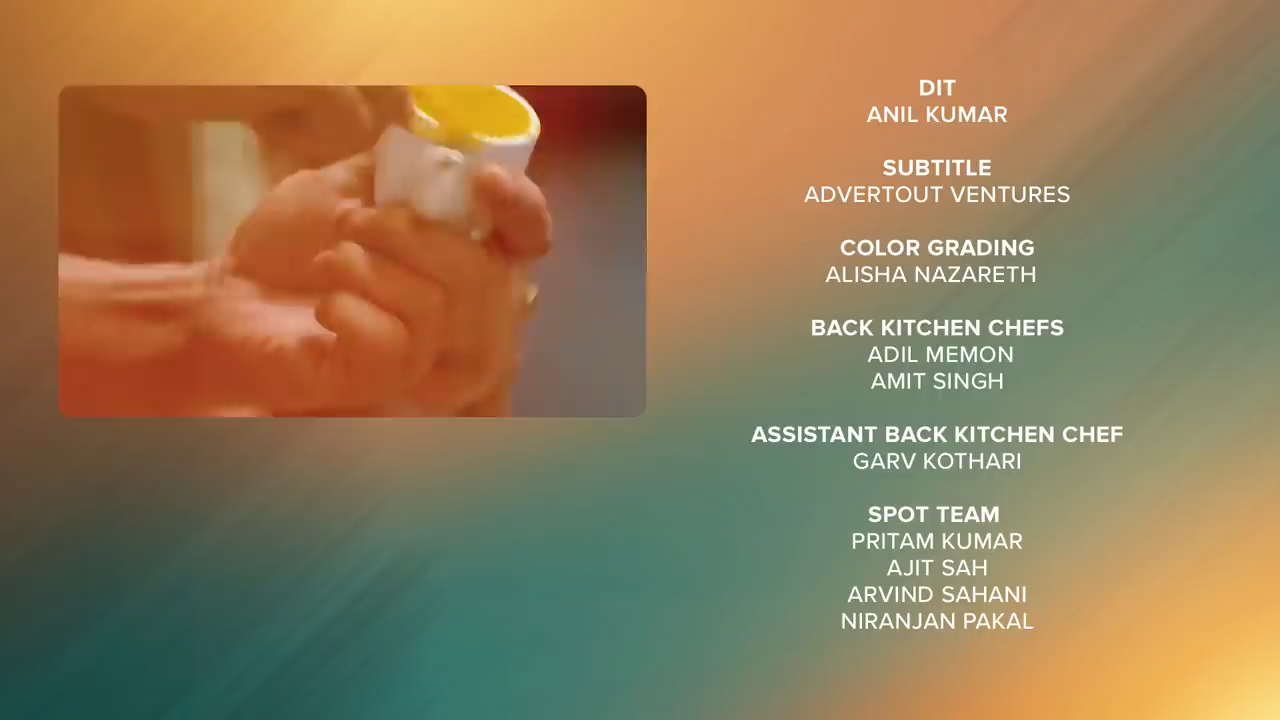 DIT
ANIL KUMAR
SUBTITLE
ADVERTOUT VENTURES
COLOR GRADING
ALISHA NAZARETH
BACK KITCHEN CHEFS
ADIL MEMON
AMIT SINGH
ASSISTANT BACK KITCHEN CHEF
GARV KOTHARI
SPOT TEAM
PRITAM KUMAR
AJIT SAH
ARVIND SAHANI
NIRANJAN PAKAL